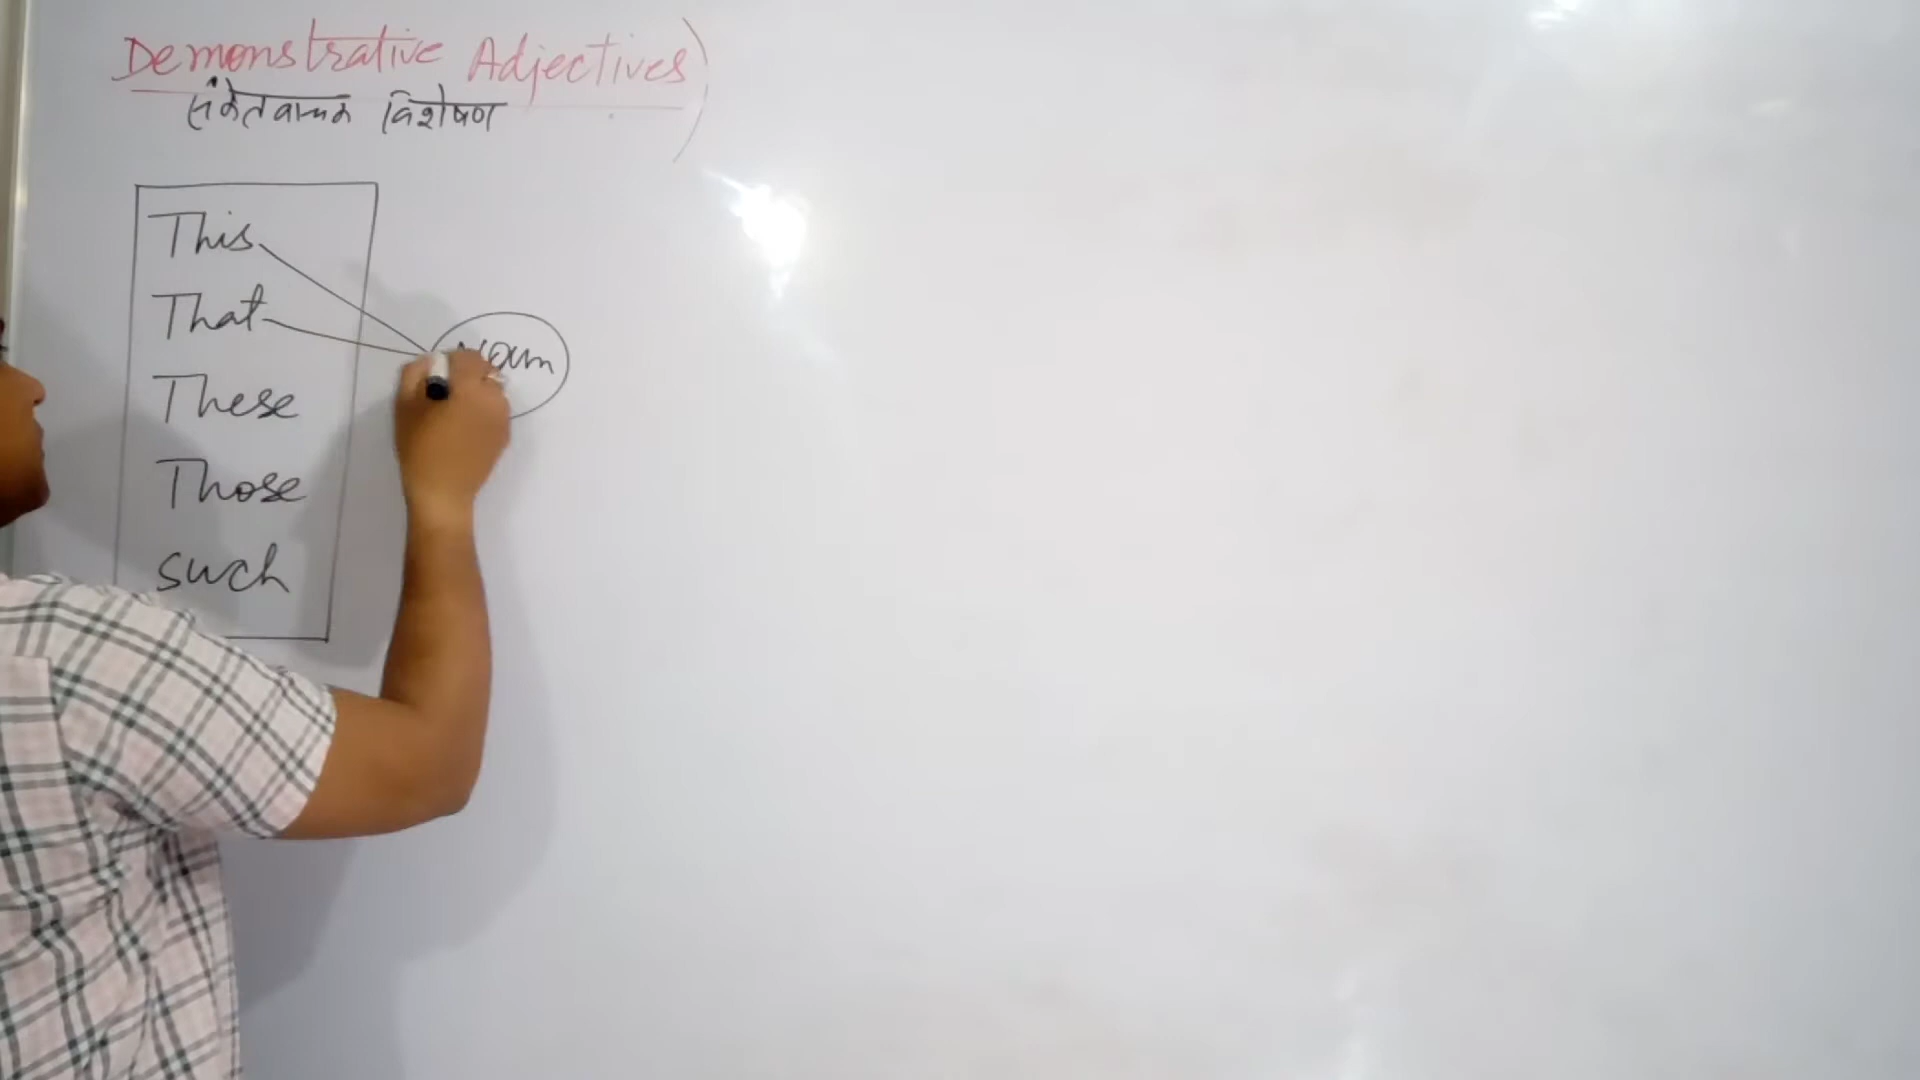 Demonstrative Adjectives)
संकेतवाचक विशेषण
This
That
Noun
These
Those
such